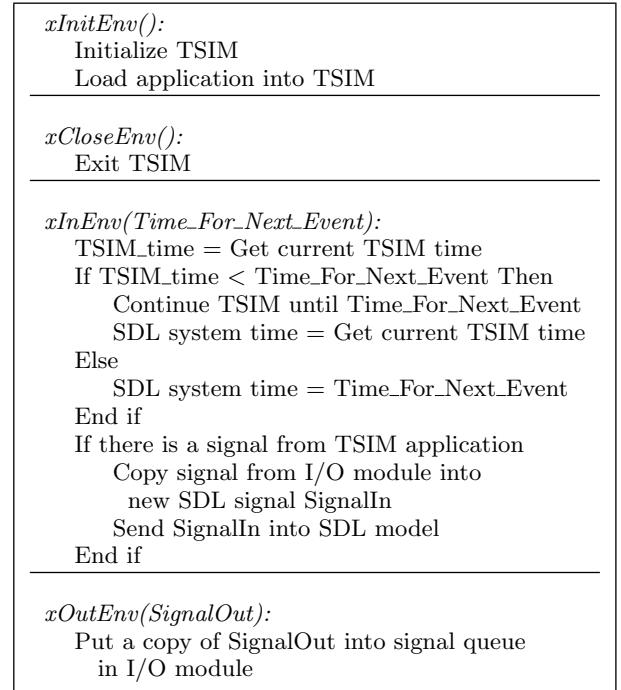 xInitEnv():
Initialize TSIM
Load application into TSIM
xCloseEnv():
Exit TSIM
xInEnv(Time_For_Next_Event):
TSIM_time = Get current TSIM time
If TSIM_time < Time_For_Next_Event Then
Continue TSIM until Time_For_Next_Event
SDL system time = Get current TSIM time
Else
SDL system time = Time_For_Next_Event
End if
If there is a signal from TSIM application
Copy signal from I/O module into
new SDL signal SignalIn
Send SignalIn into SDL model
End if
xOutEnv(SignalOut):
Put a copy of SignalOut into signal queue
in I/O module